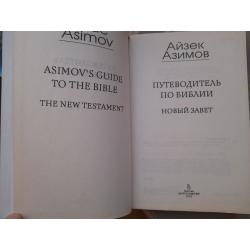 Asimov
ASIMOV'S GUIDE
TO THE BIBLE
THE NEW TESTAMENT
Айзек
Азимов
ПУТЕВОДИТЕЛЬ
ПО БИБЛИИ
НОВЫЙ ЗАВЕТ